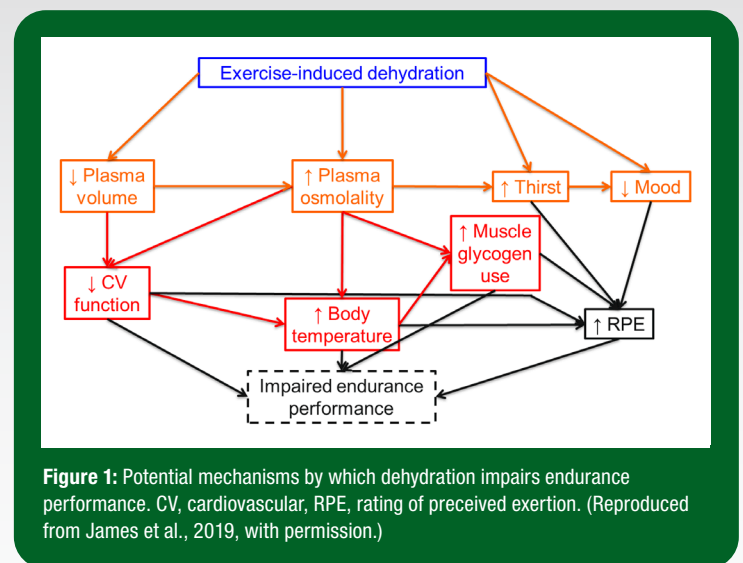 Exercise-induced dehydration
↓ Plasma
volume
↑ Plasma
osmolality
↑ Thirst
↓ Mood
↑ Muscle
glycogen
use
↓ CV
function
↑ Body
temperature
↑ RPE
Impaired endurance
performance
Figure 1: Potential mechanisms by which dehydration impairs endurance
performance. CV, cardiovascular, RPE, rating of preceived exertion. (Reproduced
from James et al., 2019, with permission.)